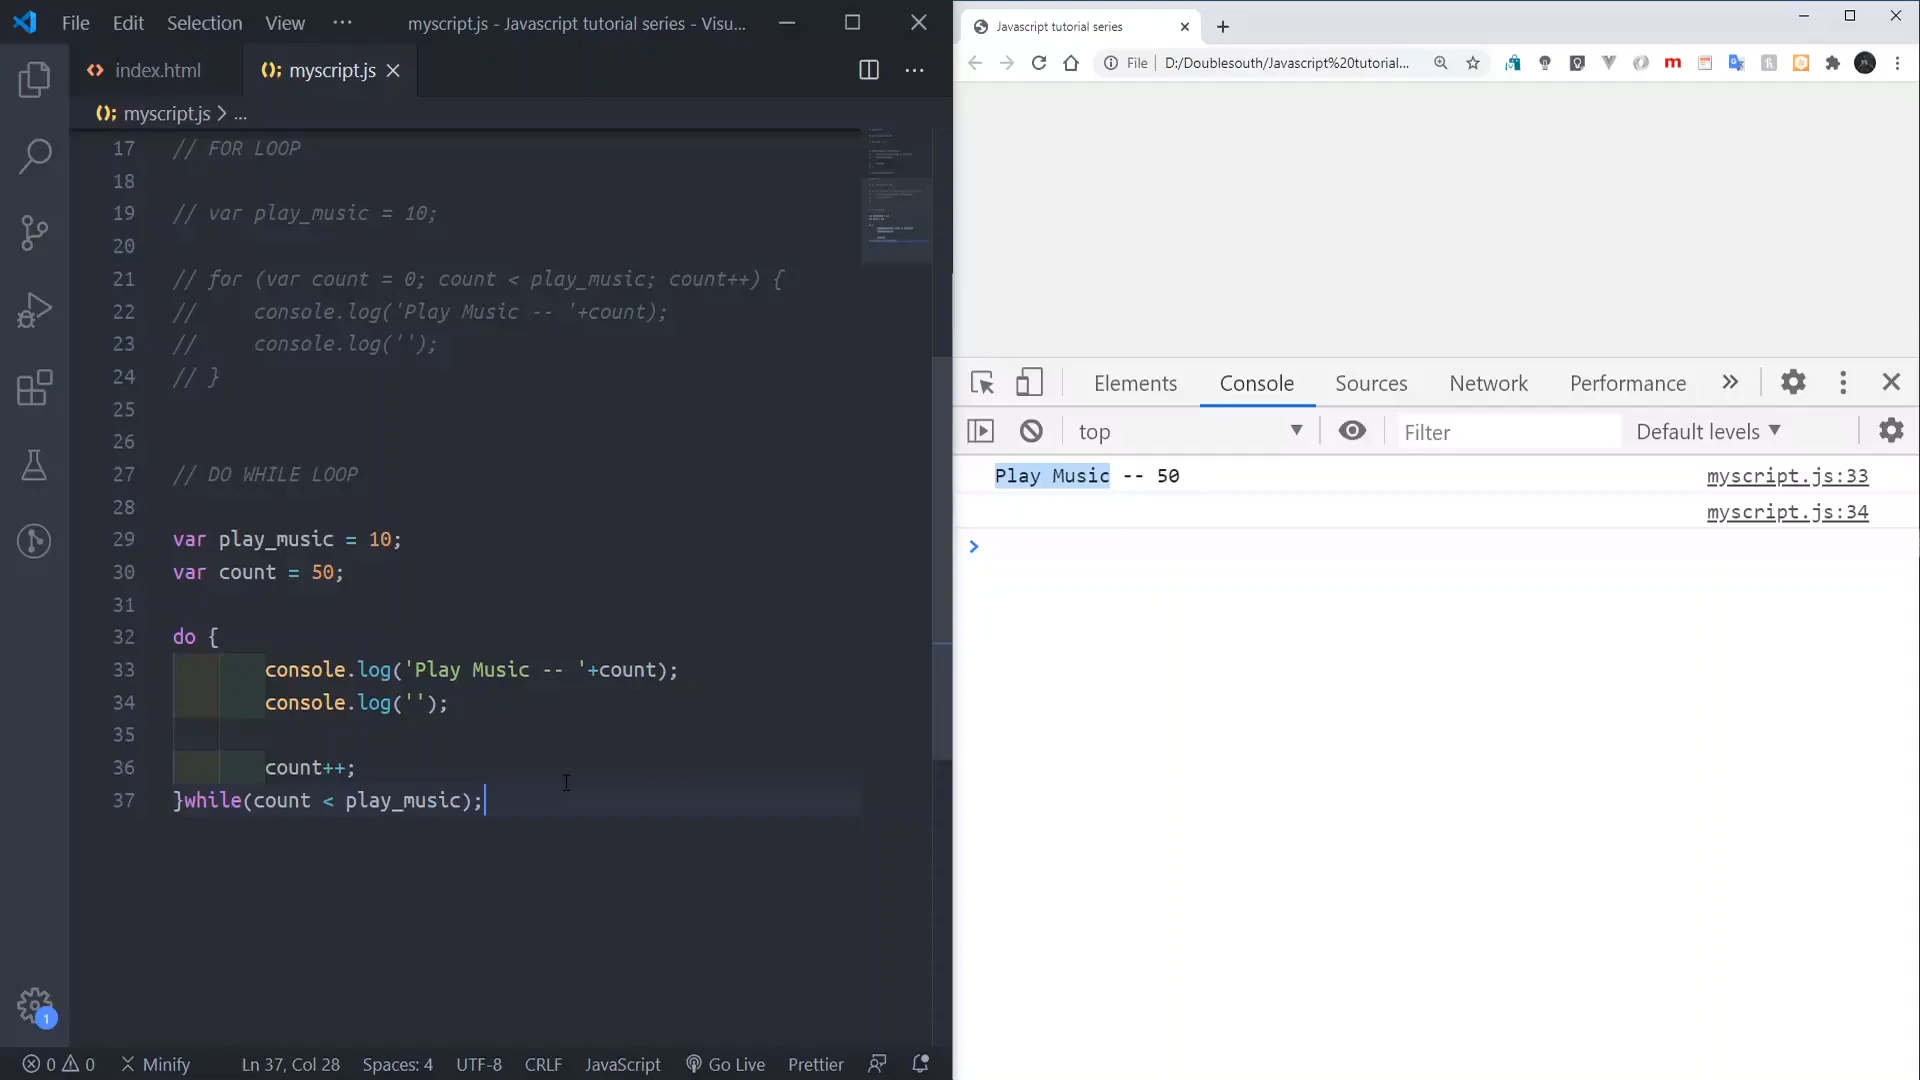 File Edit Selection View ··· myscript.js - Javascript tutorial series - Visu...
index.html myscript.js
myscript.js > ...
17 // FOR LOOP
18
19 // var play_music = 10;
20
21 // for (var count = 0; count < play_music; count++) {
22 //     console.log('Play Music -- '+count);
23 //     console.log('');
24 // }
25
26
27 // DO WHILE LOOP
28
29 var play_music = 10;
30 var count = 50;
31
32 do {
33         console.log('Play Music -- '+count);
34         console.log('');
35
36         count++;
37 }while(count < play_music);
1
0 0 Minify Ln 37, Col 28 Spaces: 4 UTF-8 CRLF JavaScript Go Live Prettier
Javascript tutorial series
File | D:/Doublesouth/Javascript%20tutorial... m
Elements Console Sources Network Performance »
top Filter Default levels
Play Music -- 50 myscript.js:33
myscript.js:34
>